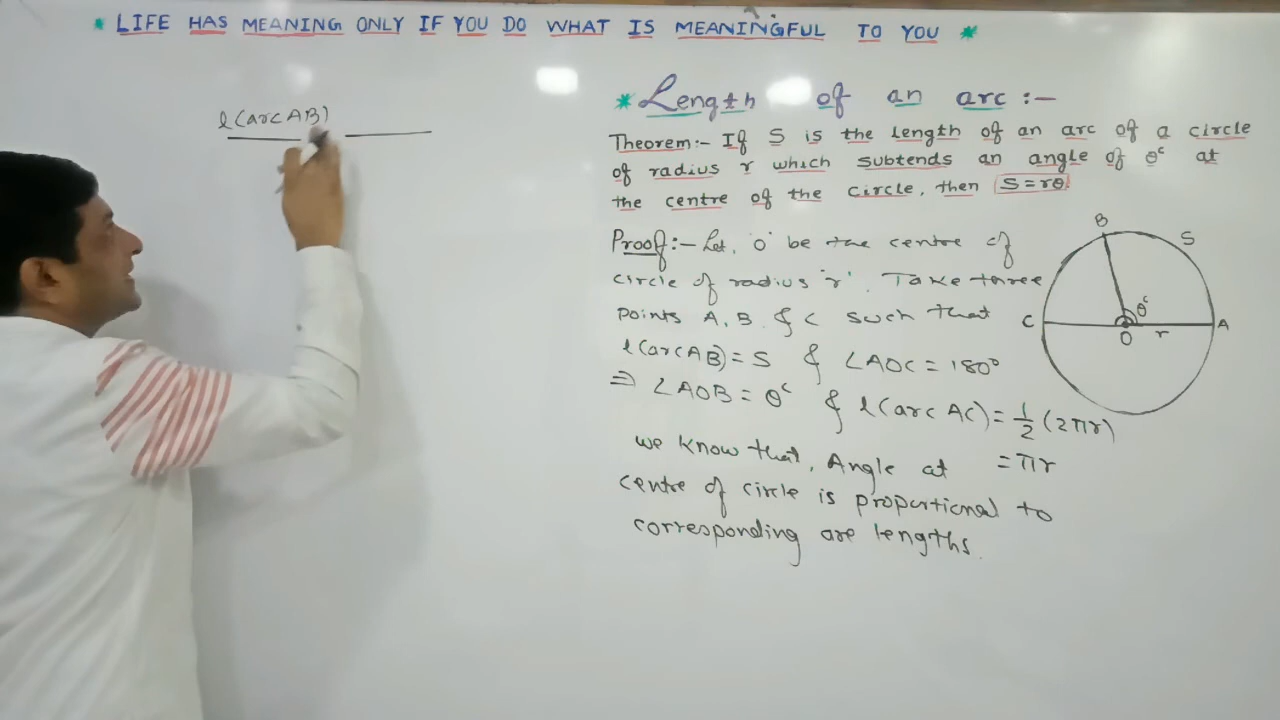 * LIFE HAS MEANING ONLY IF YOU DO WHAT IS MEANINGFUL TO YOU *
l(arc AB)
* Length of an arc :-
Theorem:- If S is the length of an arc of a circle
of radius r which subtends an angle of θᶜ at
the centre of the circle, then S=rθ.
Proof:- Let, 'O' be the centre of
circle of radius 'r'. Take three
points A, B & C such that
l(arc AB) = S & ∠AOC = 180°
⇒ ∠AOB = θᶜ & l(arc AC) = 1/2 (2πr)
= πr
we know that, Angle at
centre of circle is proportional to
corresponding arc lengths.
B
S
C
θᶜ
O
r
A